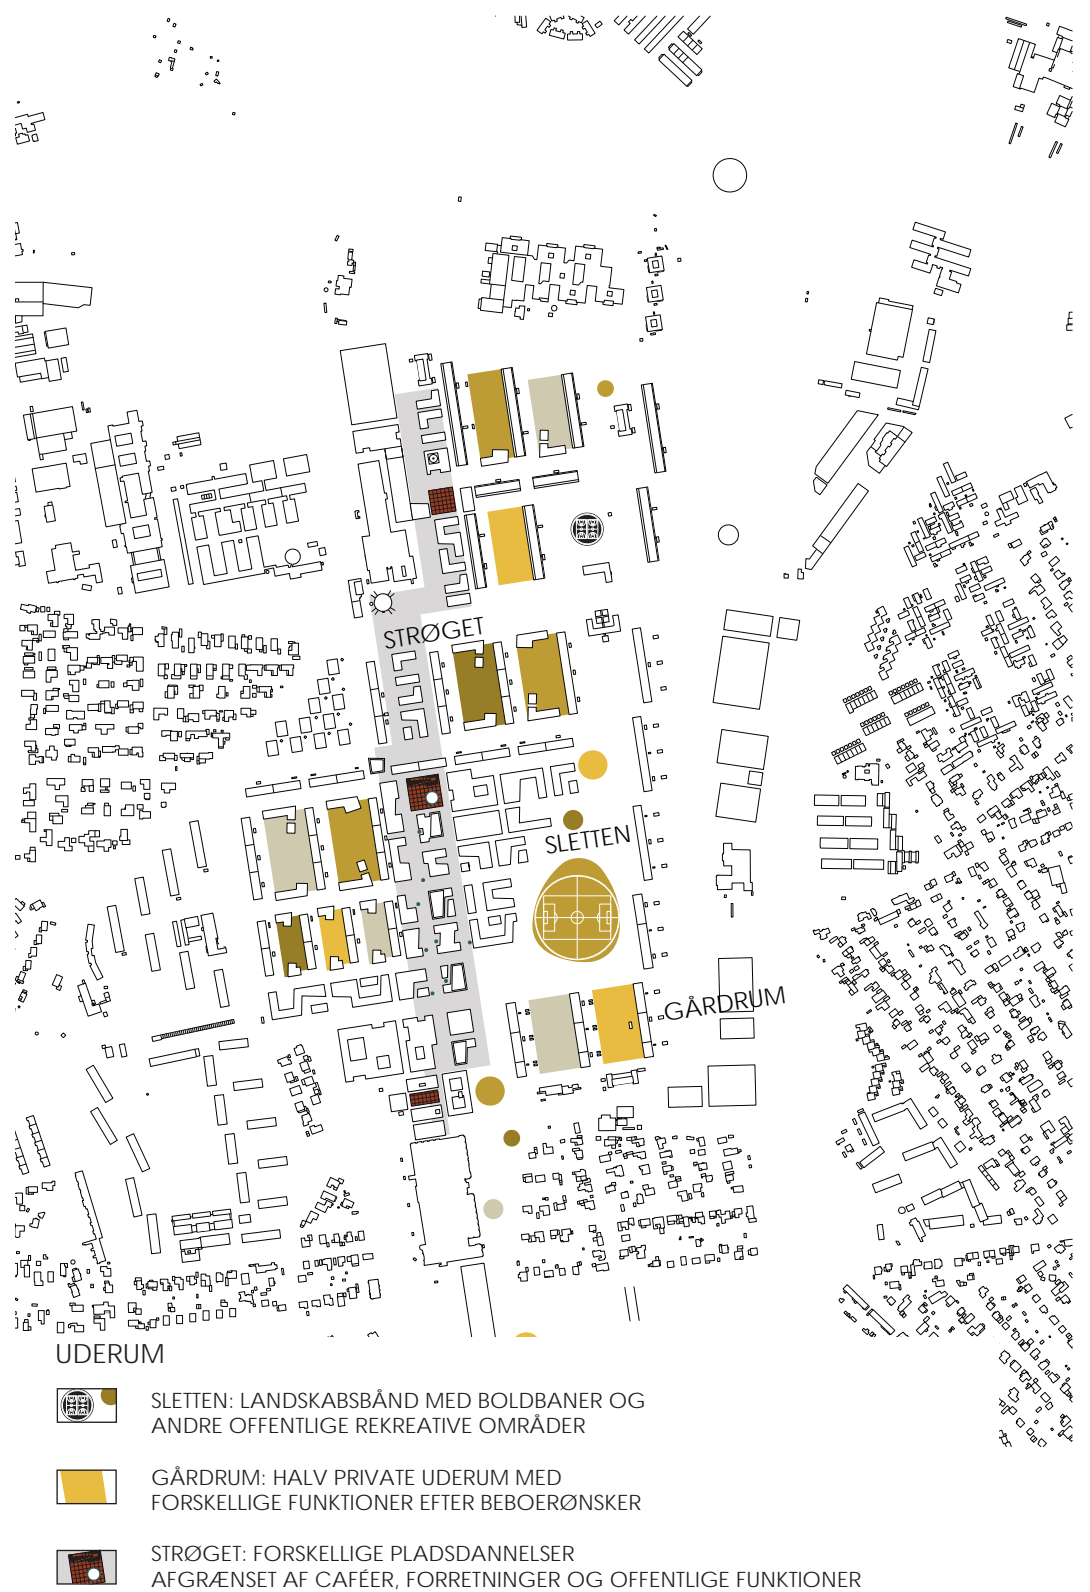 STRØGET
SLETTEN
GÅRDRUM
UDERUM
SLETTEN: LANDSKABSBÅND MED BOLDBANER OG
ANDRE OFFENTLIGE REKREATIVE OMRÅDER
GÅRDRUM: HALV PRIVATE UDERUM MED
FORSKELLIGE FUNKTIONER EFTER BEBOERØNSKER
STRØGET: FORSKELLIGE PLADSDANNELSER
AFGRÆNSET AF CAFÉER, FORRETNINGER OG OFFENTLIGE FUNKTIONER